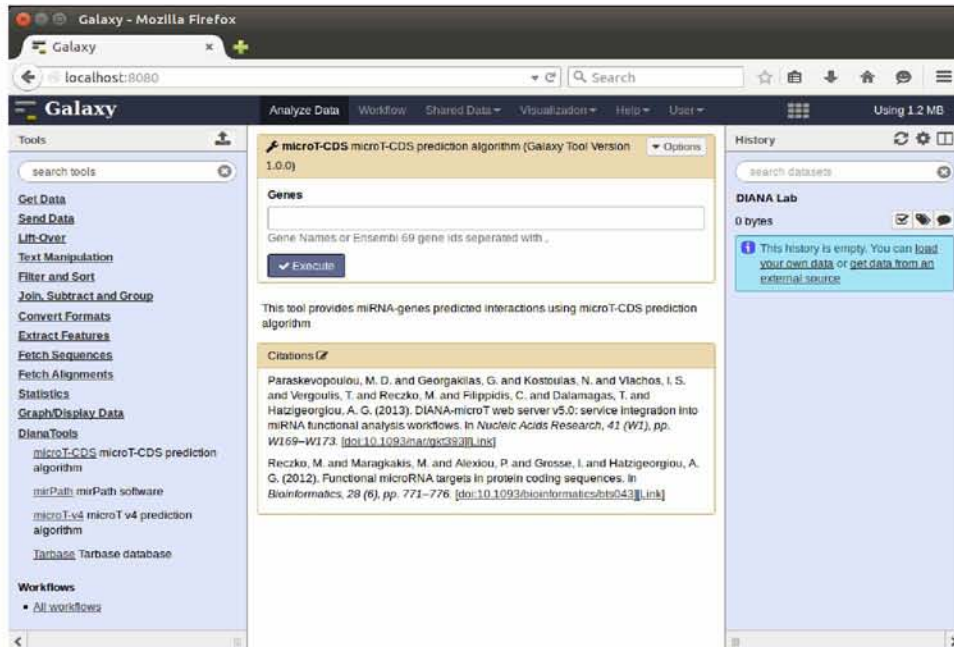 Galaxy - Mozilla Firefox
Galaxy
localhost:8080
Search
Galaxy
Analyze Data
Workflow
Shared Data
Visualization
Help
User
Using 1.2 MB
Tools
search tools
Get Data
Send Data
Lift-Over
Text Manipulation
Filter and Sort
Join, Subtract and Group
Convert Formats
Extract Features
Fetch Sequences
Fetch Alignments
Statistics
Graph/Display Data
DianaTools
microT-CDS microT-CDS prediction
algorithm
mirPath mirPath software
microT-v4 microT v4 prediction
algorithm
Tarbase Tarbase database
Workflows
All workflows
microT-CDS microT-CDS prediction algorithm (Galaxy Tool Version
1.0.0)
Options
Genes
Gene Names or Ensembl 69 gene ids seperated with ,
Execute
This tool provides miRNA-genes predicted interactions using microT-CDS prediction
algorithm
Citations
Paraskevopoulou, M. D. and Georgakilas, G. and Kostoulas, N. and Vlachos, I. S.
and Vergoulis, T. and Reczko, M. and Filippidis, C. and Dalamagas, T. and
Hatzigeorgiou, A. G. (2013). DIANA-microT web server v5.0: service integration into
miRNA functional analysis workflows. In Nucleic Acids Research, 41 (W1), pp.
W169–W173. [doi:10.1093/nar/gkt393][Link]
Reczko, M. and Maragkakis, M. and Alexiou, P. and Grosse, I. and Hatzigeorgiou, A.
G. (2012). Functional microRNA targets in protein coding sequences. In
Bioinformatics, 28 (6), pp. 771–776. [doi:10.1093/bioinformatics/bts043][Link]
History
search datasets
DIANA Lab
0 bytes
This history is empty. You can load
your own data or get data from an
external source